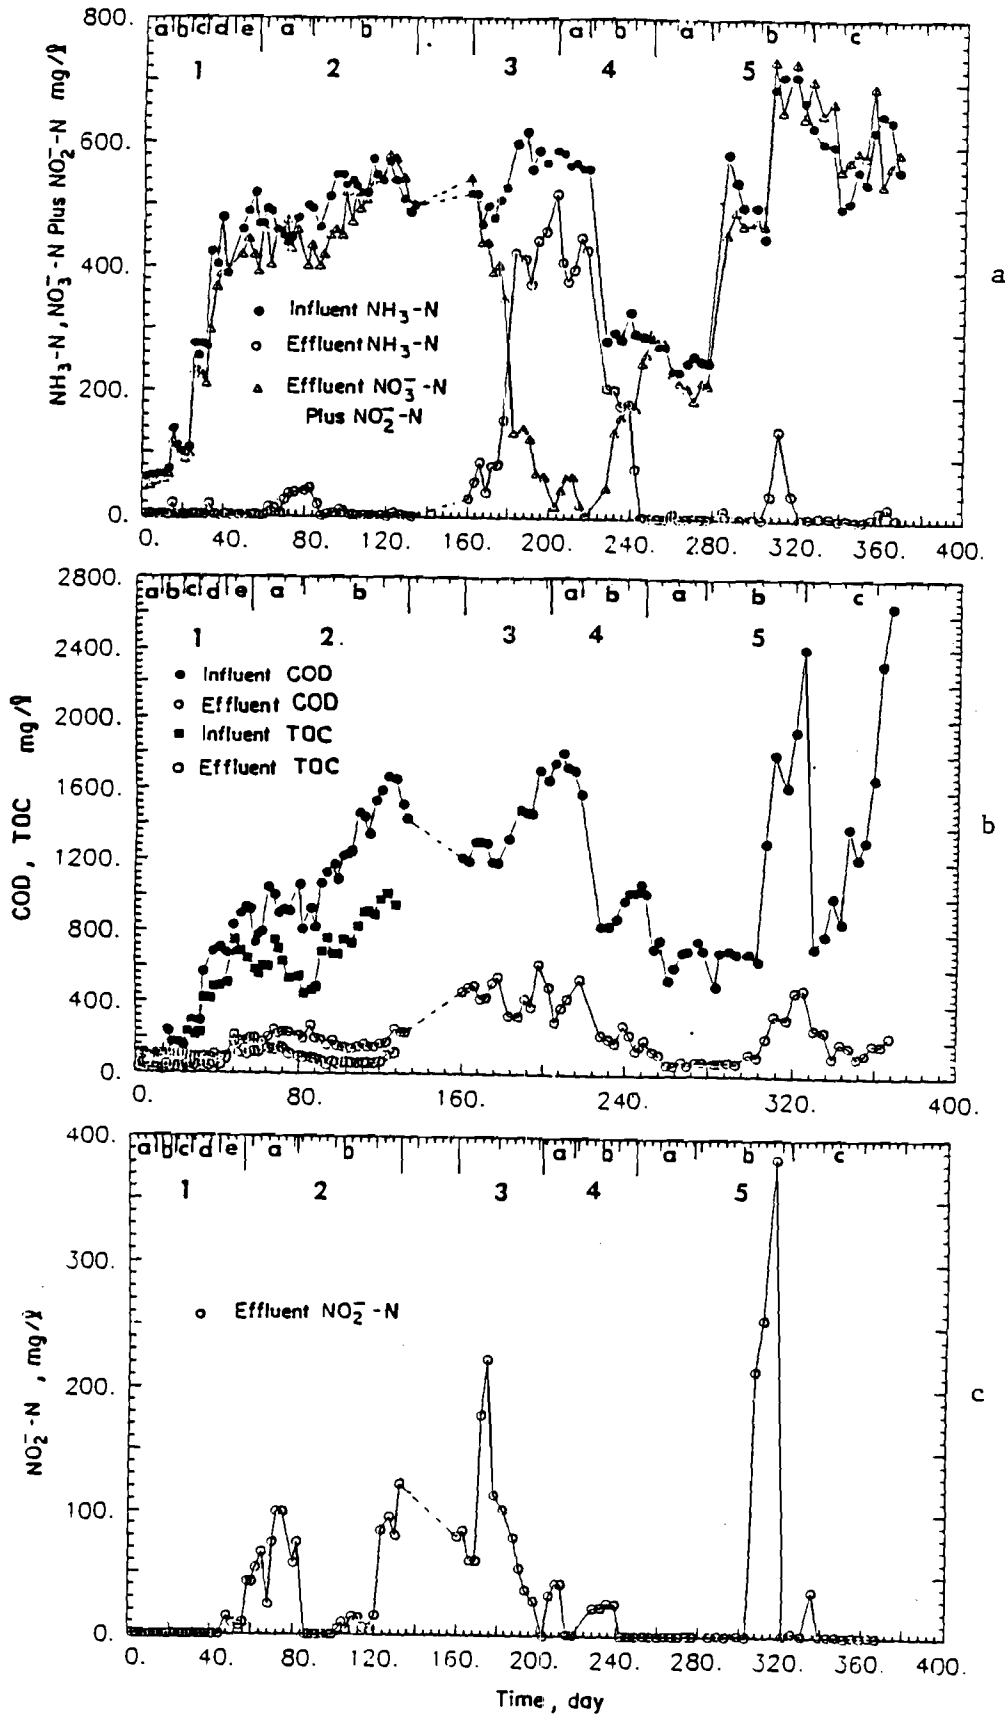 800.
600.
400.
200.
0.
NH3-N, NO3−-N Plus NO2−-N mg/ℓ
a b c d e a b a b a b c
1 2 3 4 5
Influent NH3-N
Effluent NH3-N
Effluent NO3−-N
Plus NO2−-N
a
0. 40. 80. 120. 160. 200. 240. 280. 320. 360. 400.
2800.
2400.
2000.
1600.
1200.
800.
400.
0.
COD, TOC mg/ℓ
a b c d e a b a b a b c
1 2. 3 4 5
Influent COD
Effluent COD
Influent TOC
Effluent TOC
b
0. 80. 160. 240. 320. 400.
400.
300.
200.
100.
0.
NO2−-N, mg/ℓ
a b c d e a b a b a b c
1 2 3 4 5
Effluent NO2−-N
c
0. 40. 80. 120. 160. 200. 240. 280. 320. 360. 400.
Time, day